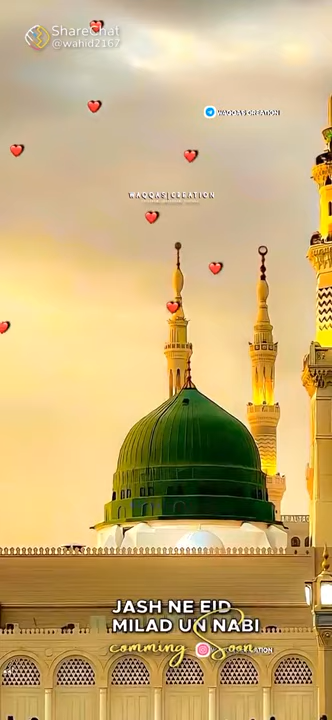 ShareChat
@wahid2167
WAQQAS CREATION
WAQQAS|CREATION
JASH NE EID
MILAD UN NABI
comming Soon